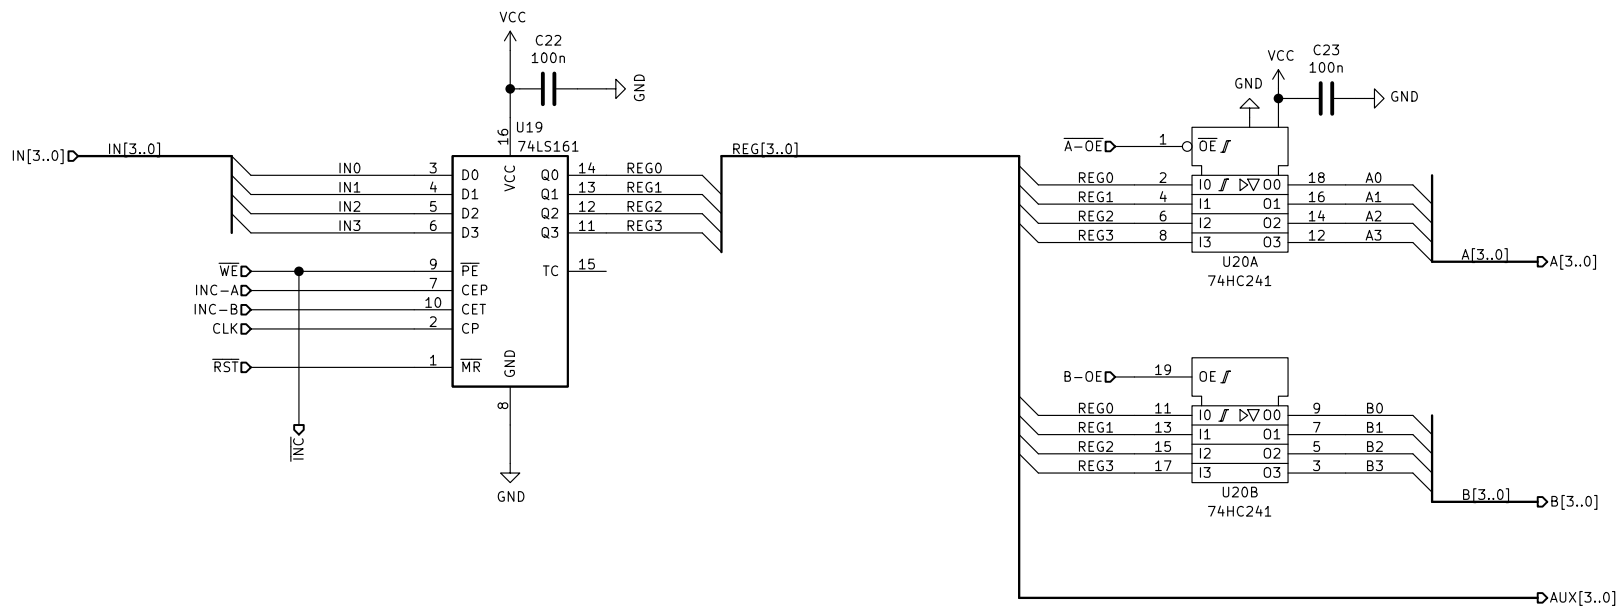 VCC
C22
100n
GND
16
U19
74LS161
IN[3..0]
IN[3..0]
VCC
IN0 3 D0 Q0 14 REG0
IN1 4 D1 Q1 13 REG1
IN2 5 D2 Q2 12 REG2
IN3 6 D3 Q3 11 REG3
WE 9 PE TC 15
INC-A 7 CEP
INC-B 10 CET
CLK 2 CP
RST 1 MR
GND
8
INC
GND
REG[3..0]
C23
VCC 100n
GND
GND
A-OE 1 OE
REG0 2 I0 O0 18 A0
REG1 4 I1 O1 16 A1
REG2 6 I2 O2 14 A2
REG3 8 I3 O3 12 A3
U20A
74HC241
A[3..0]
A[3..0]
B-OE 19 OE
REG0 11 I0 O0 9 B0
REG1 13 I1 O1 7 B1
REG2 15 I2 O2 5 B2
REG3 17 I3 O3 3 B3
U20B
74HC241
B[3..0]
B[3..0]
AUX[3..0]